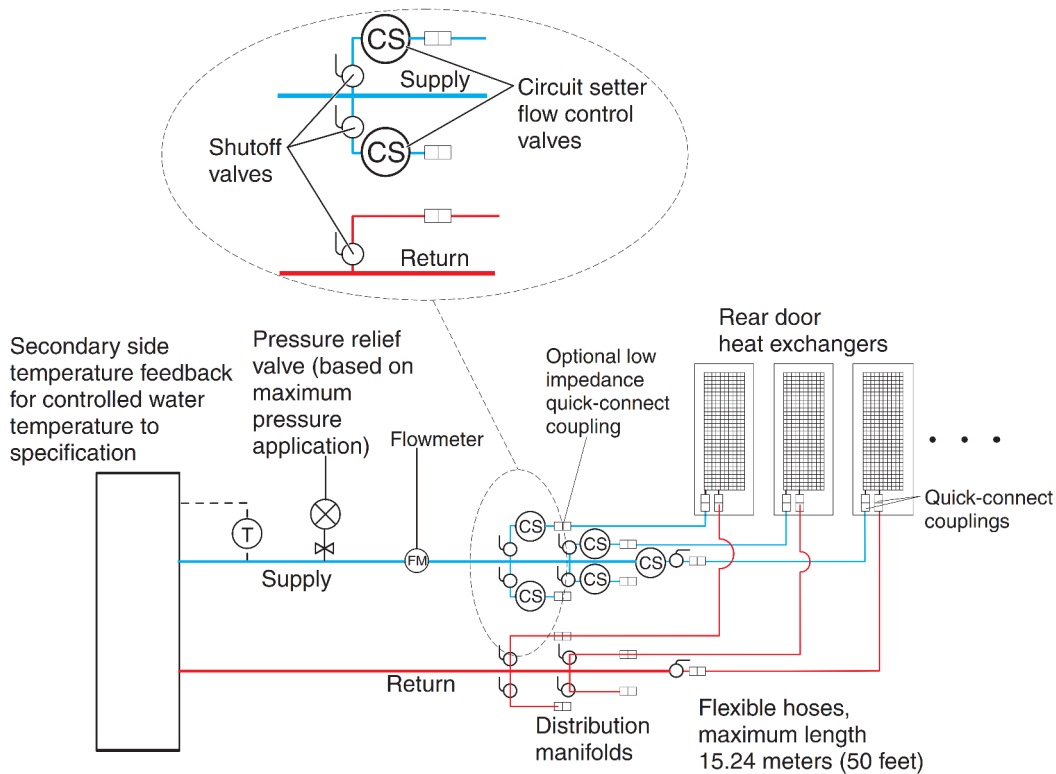 CS
Supply
Circuit setter
flow control
valves
Shutoff
valves
CS
Return
Rear door
heat exchangers
Secondary side
temperature feedback
for controlled water
temperature to
specification
Pressure relief
valve (based on
maximum
pressure
application)
Flowmeter
Optional low
impedance
quick-connect
coupling
Quick-connect
couplings
T
FM
CS
CS
CS
CS
CS
Supply
Return
Distribution
manifolds
Flexible hoses,
maximum length
15.24 meters (50 feet)